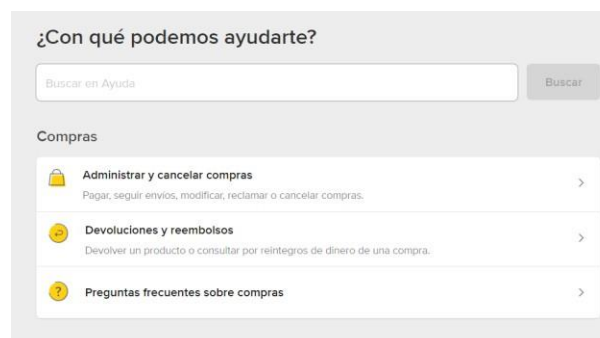 ¿Con qué podemos ayudarte?
Buscar en Ayuda
Buscar
Compras
Administrar y cancelar compras
Pagar, seguir envíos, modificar, reclamar o cancelar compras.
Devoluciones y reembolsos
Devolver un producto o consultar por reintegros de dinero de una compra.
Preguntas frecuentes sobre compras